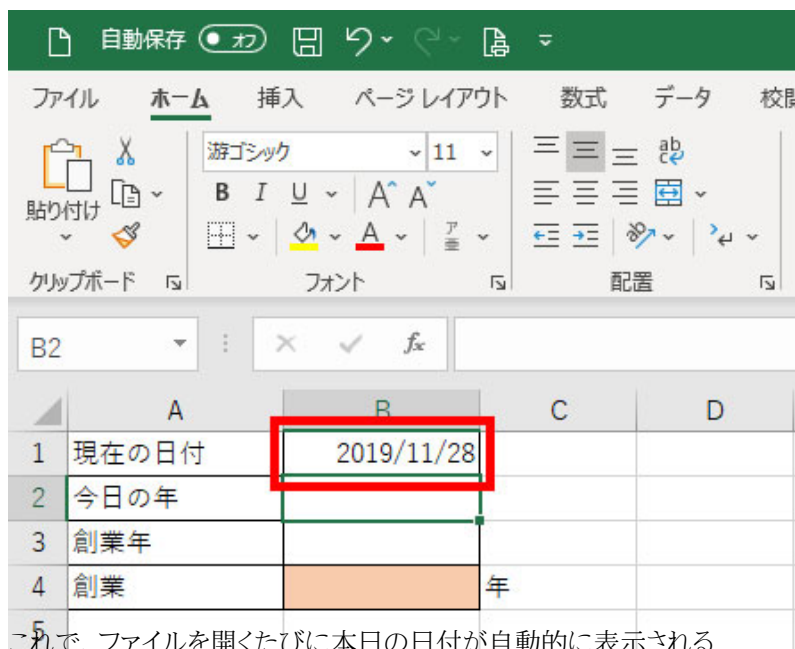 自動保存 オフ
ファイル ホーム 挿入 ページ レイアウト 数式 データ 校閲
游ゴシック 11
ab
貼り付け B I U A A
A ア 亜
クリップボード フォント 配置
B2 fx
A B C D
1 現在の日付 2019/11/28
2 今日の年
3 創業年
4 創業 年
5
これで、ファイルを開くたびに本日の日付が自動的に表示される